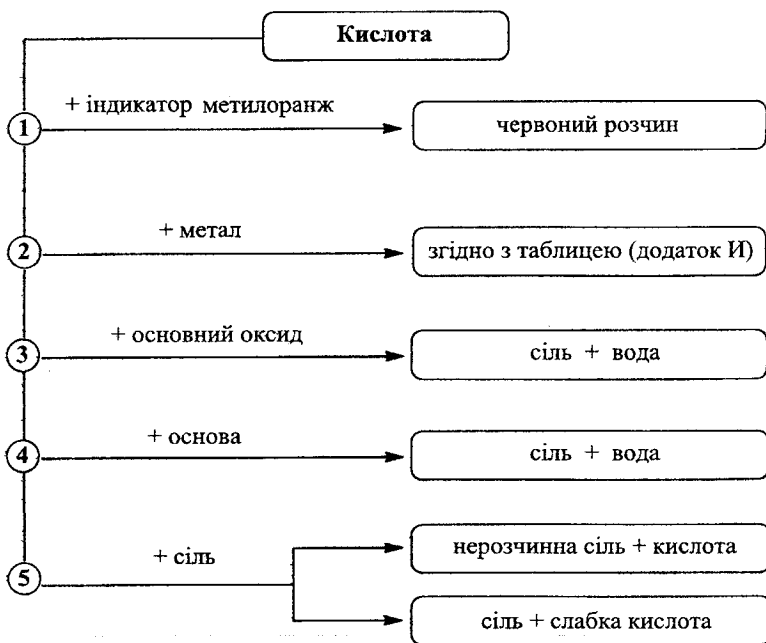 Кислота
1
+ індикатор метилоранж
червоний розчин
2
+ метал
згідно з таблицею (додаток И)
3
+ основний оксид
сіль + вода
4
+ основа
сіль + вода
5
+ сіль
нерозчинна сіль + кислота
сіль + слабка кислота